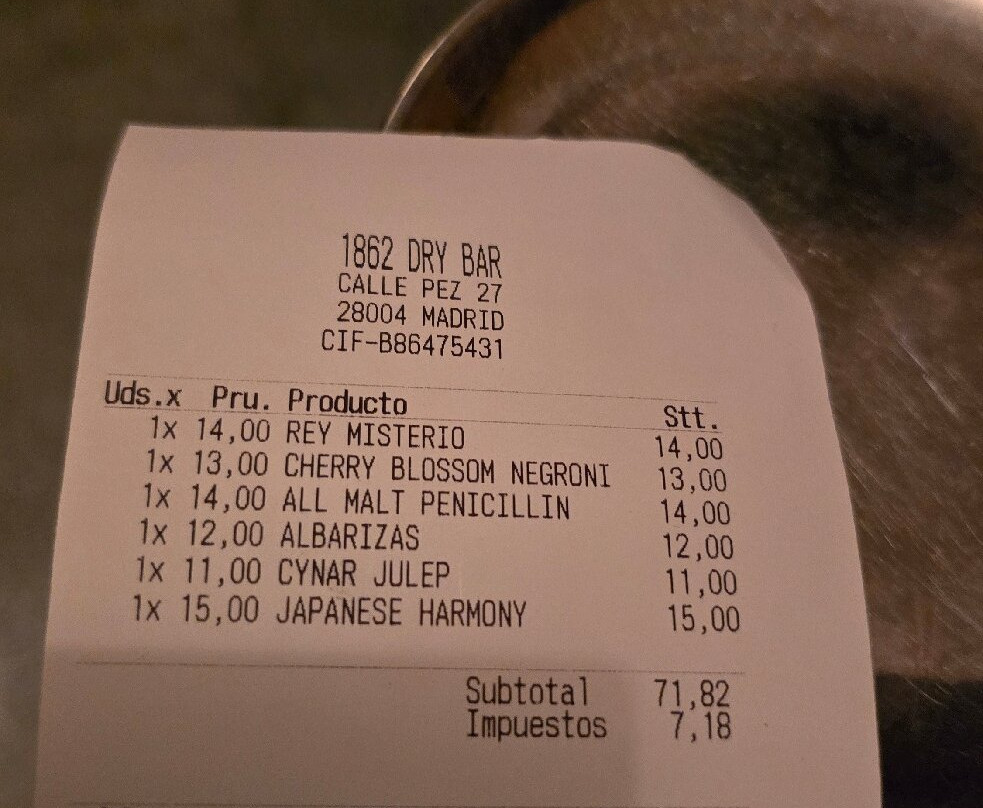 1862 DRY BAR
CALLE PEZ 27
28004 MADRID
CIF-B86475431
Uds.x Pru. Producto Stt.
1x 14,00 REY MISTERIO 14,00
1x 13,00 CHERRY BLOSSOM NEGRONI 13,00
1x 14,00 ALL MALT PENICILLIN 14,00
1x 12,00 ALBARIZAS 12,00
1x 11,00 CYNAR JULEP 11,00
1x 15,00 JAPANESE HARMONY 15,00
Subtotal 71,82
Impuestos 7,18